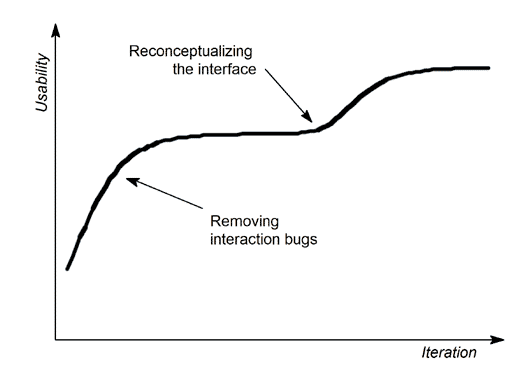 Reconceptualizing
the interface
Usability
Removing
interaction bugs
Iteration